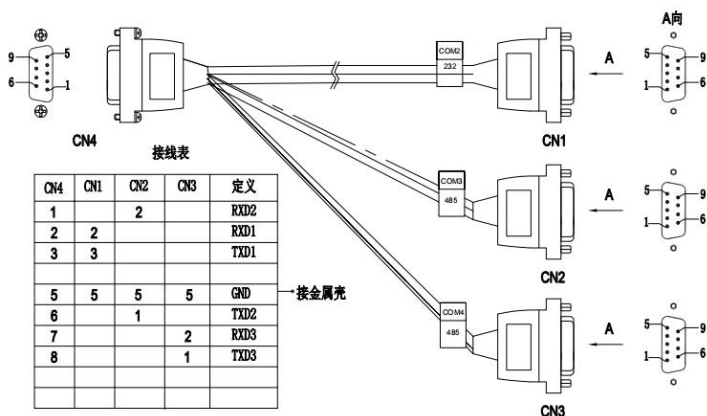 A向
COM2
232
A
9
5
6
1
5
9
1
6
CN4
CN1
接线表
CN4 CN1 CN2 CN3 定义
1 2 RXD2
2 2 RXD1
3 3 TXD1
5 5 5 5 GND
接金属壳
6 1 TXD2
7 2 RXD3
8 1 TXD3
COM3
485
A
5
9
1
6
CN2
COM4
485
A
5
9
1
6
CN3